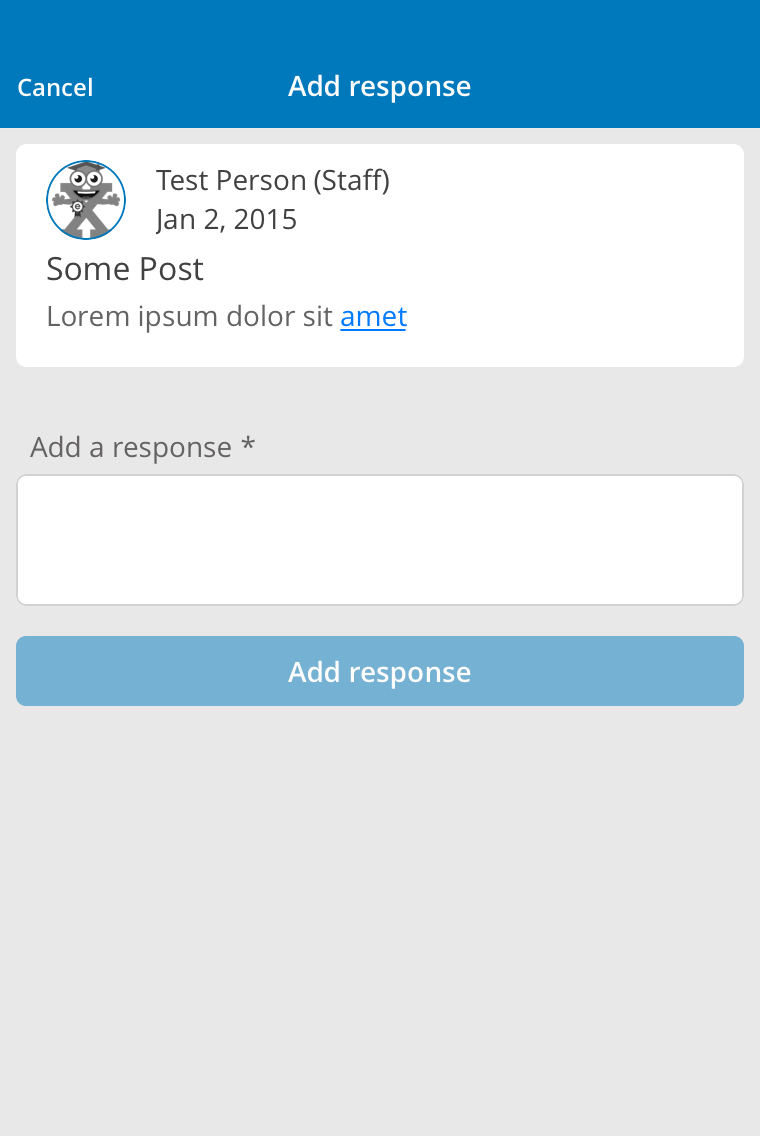 Cancel
Add response
Test Person (Staff)
Jan 2, 2015
Some Post
Lorem ipsum dolor sit amet
Add a response *
Add response